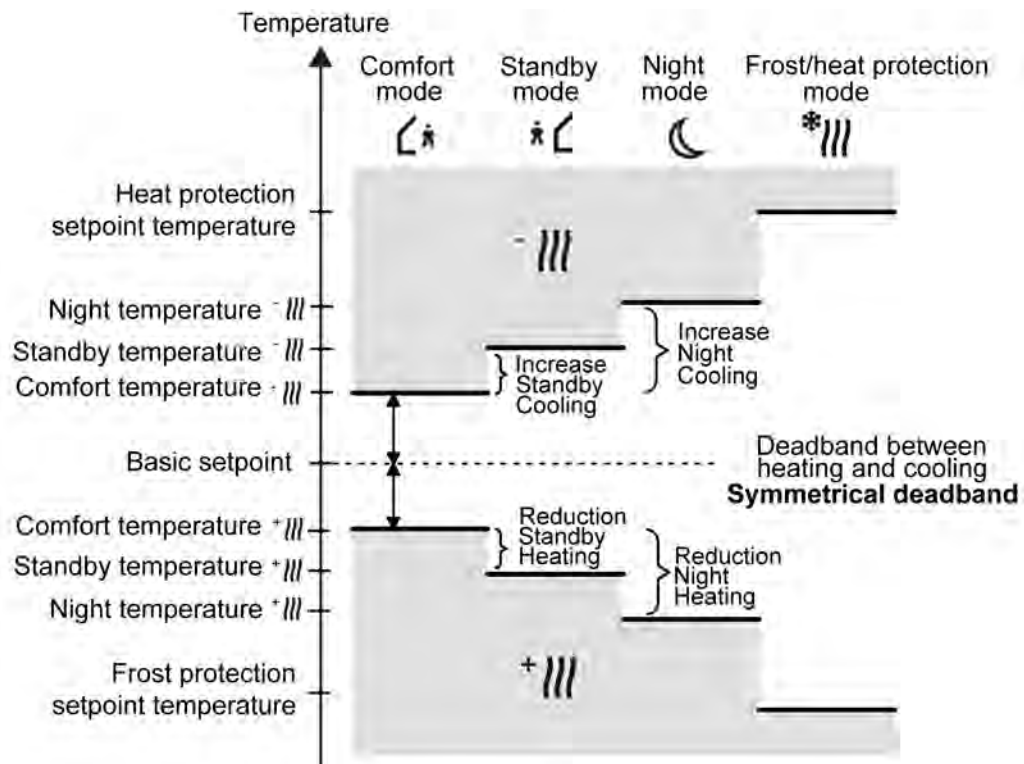 Temperature
Comfort
mode
Standby
mode
Night
mode
Frost/heat protection
mode
Heat protection
setpoint temperature
-
Night temperature -
Standby temperature -
Comfort temperature -
Increase
Standby
Cooling
Increase
Night
Cooling
Basic setpoint
Deadband between
heating and cooling
Symmetrical deadband
Comfort temperature +
Standby temperature +
Night temperature +
Reduction
Standby
Heating
Reduction
Night
Heating
+
Frost protection
setpoint temperature